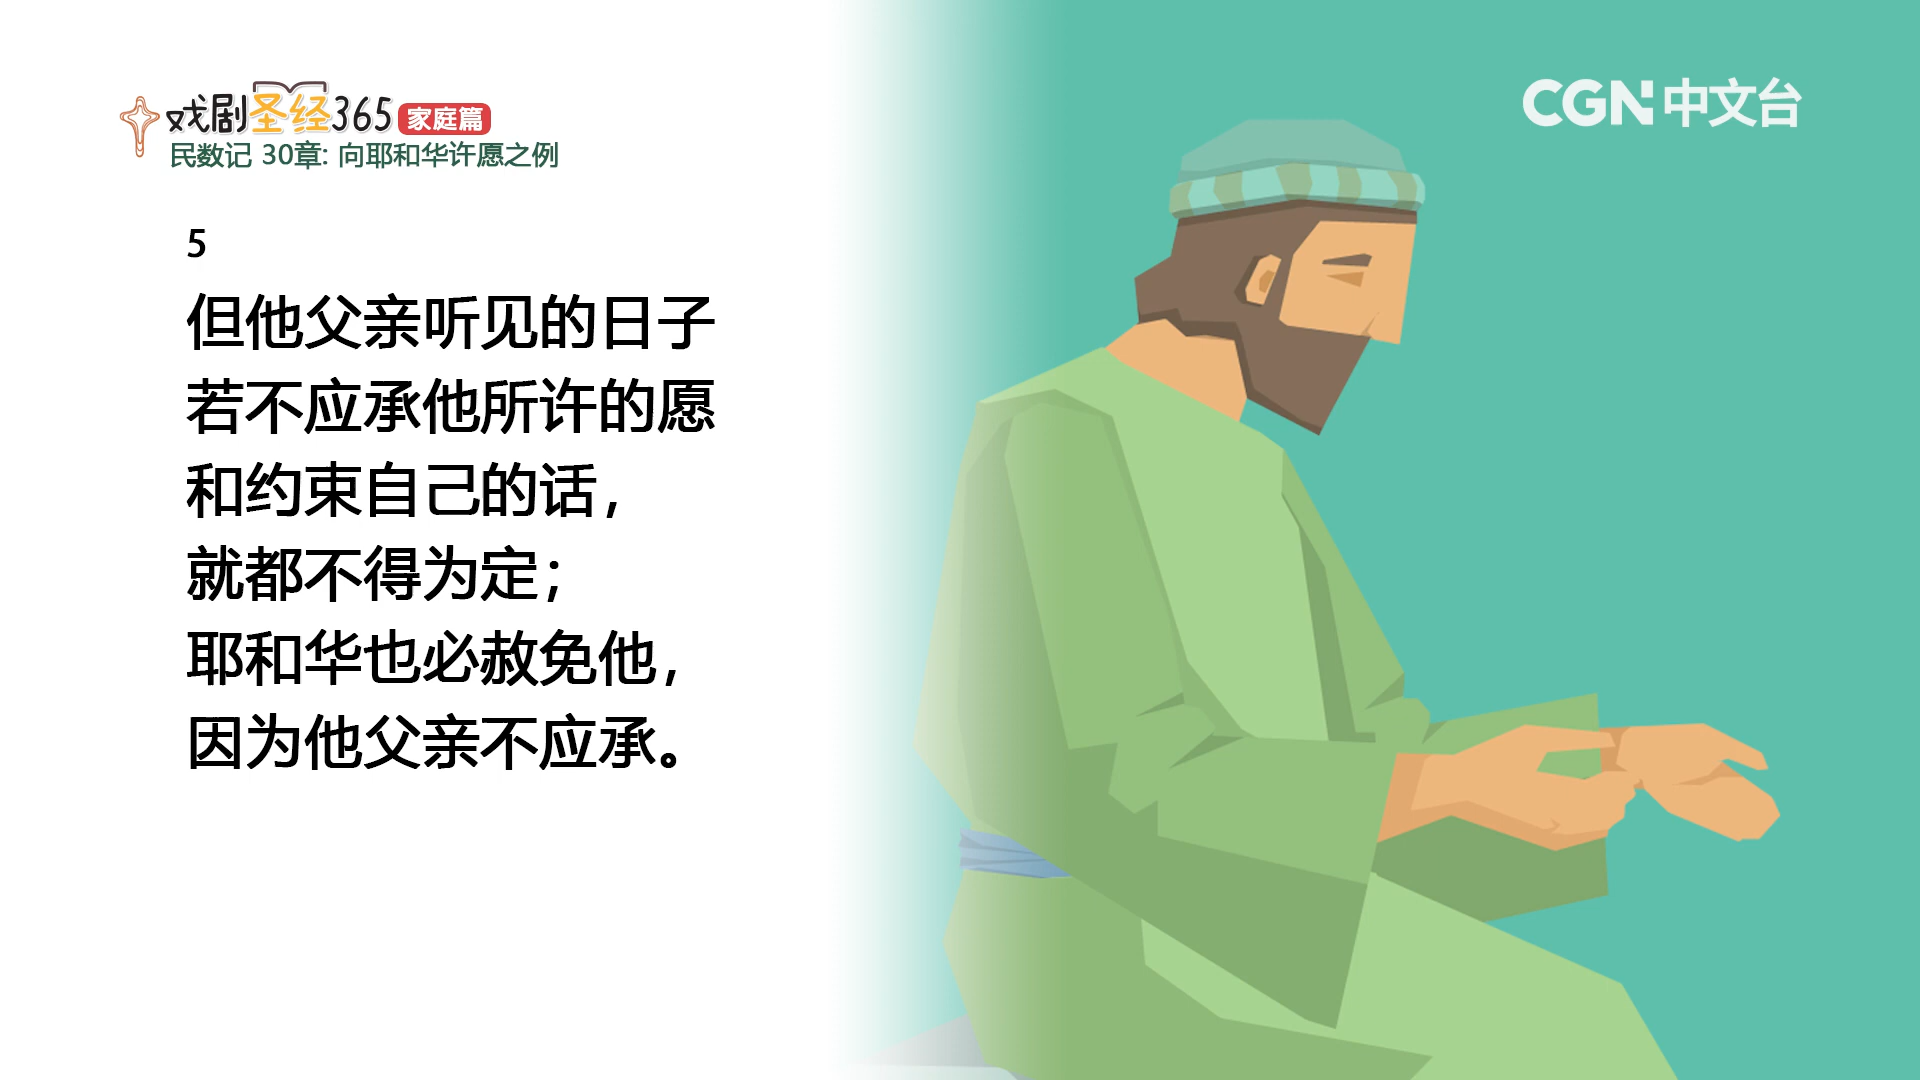 戏剧圣经365 家庭篇
民数记 30章: 向耶和华许愿之例
CGN 中文台
5
但他父亲听见的日子
若不应承他所许的愿
和约束自己的话，
就都不得为定；
耶和华也必赦免他，
因为他父亲不应承。